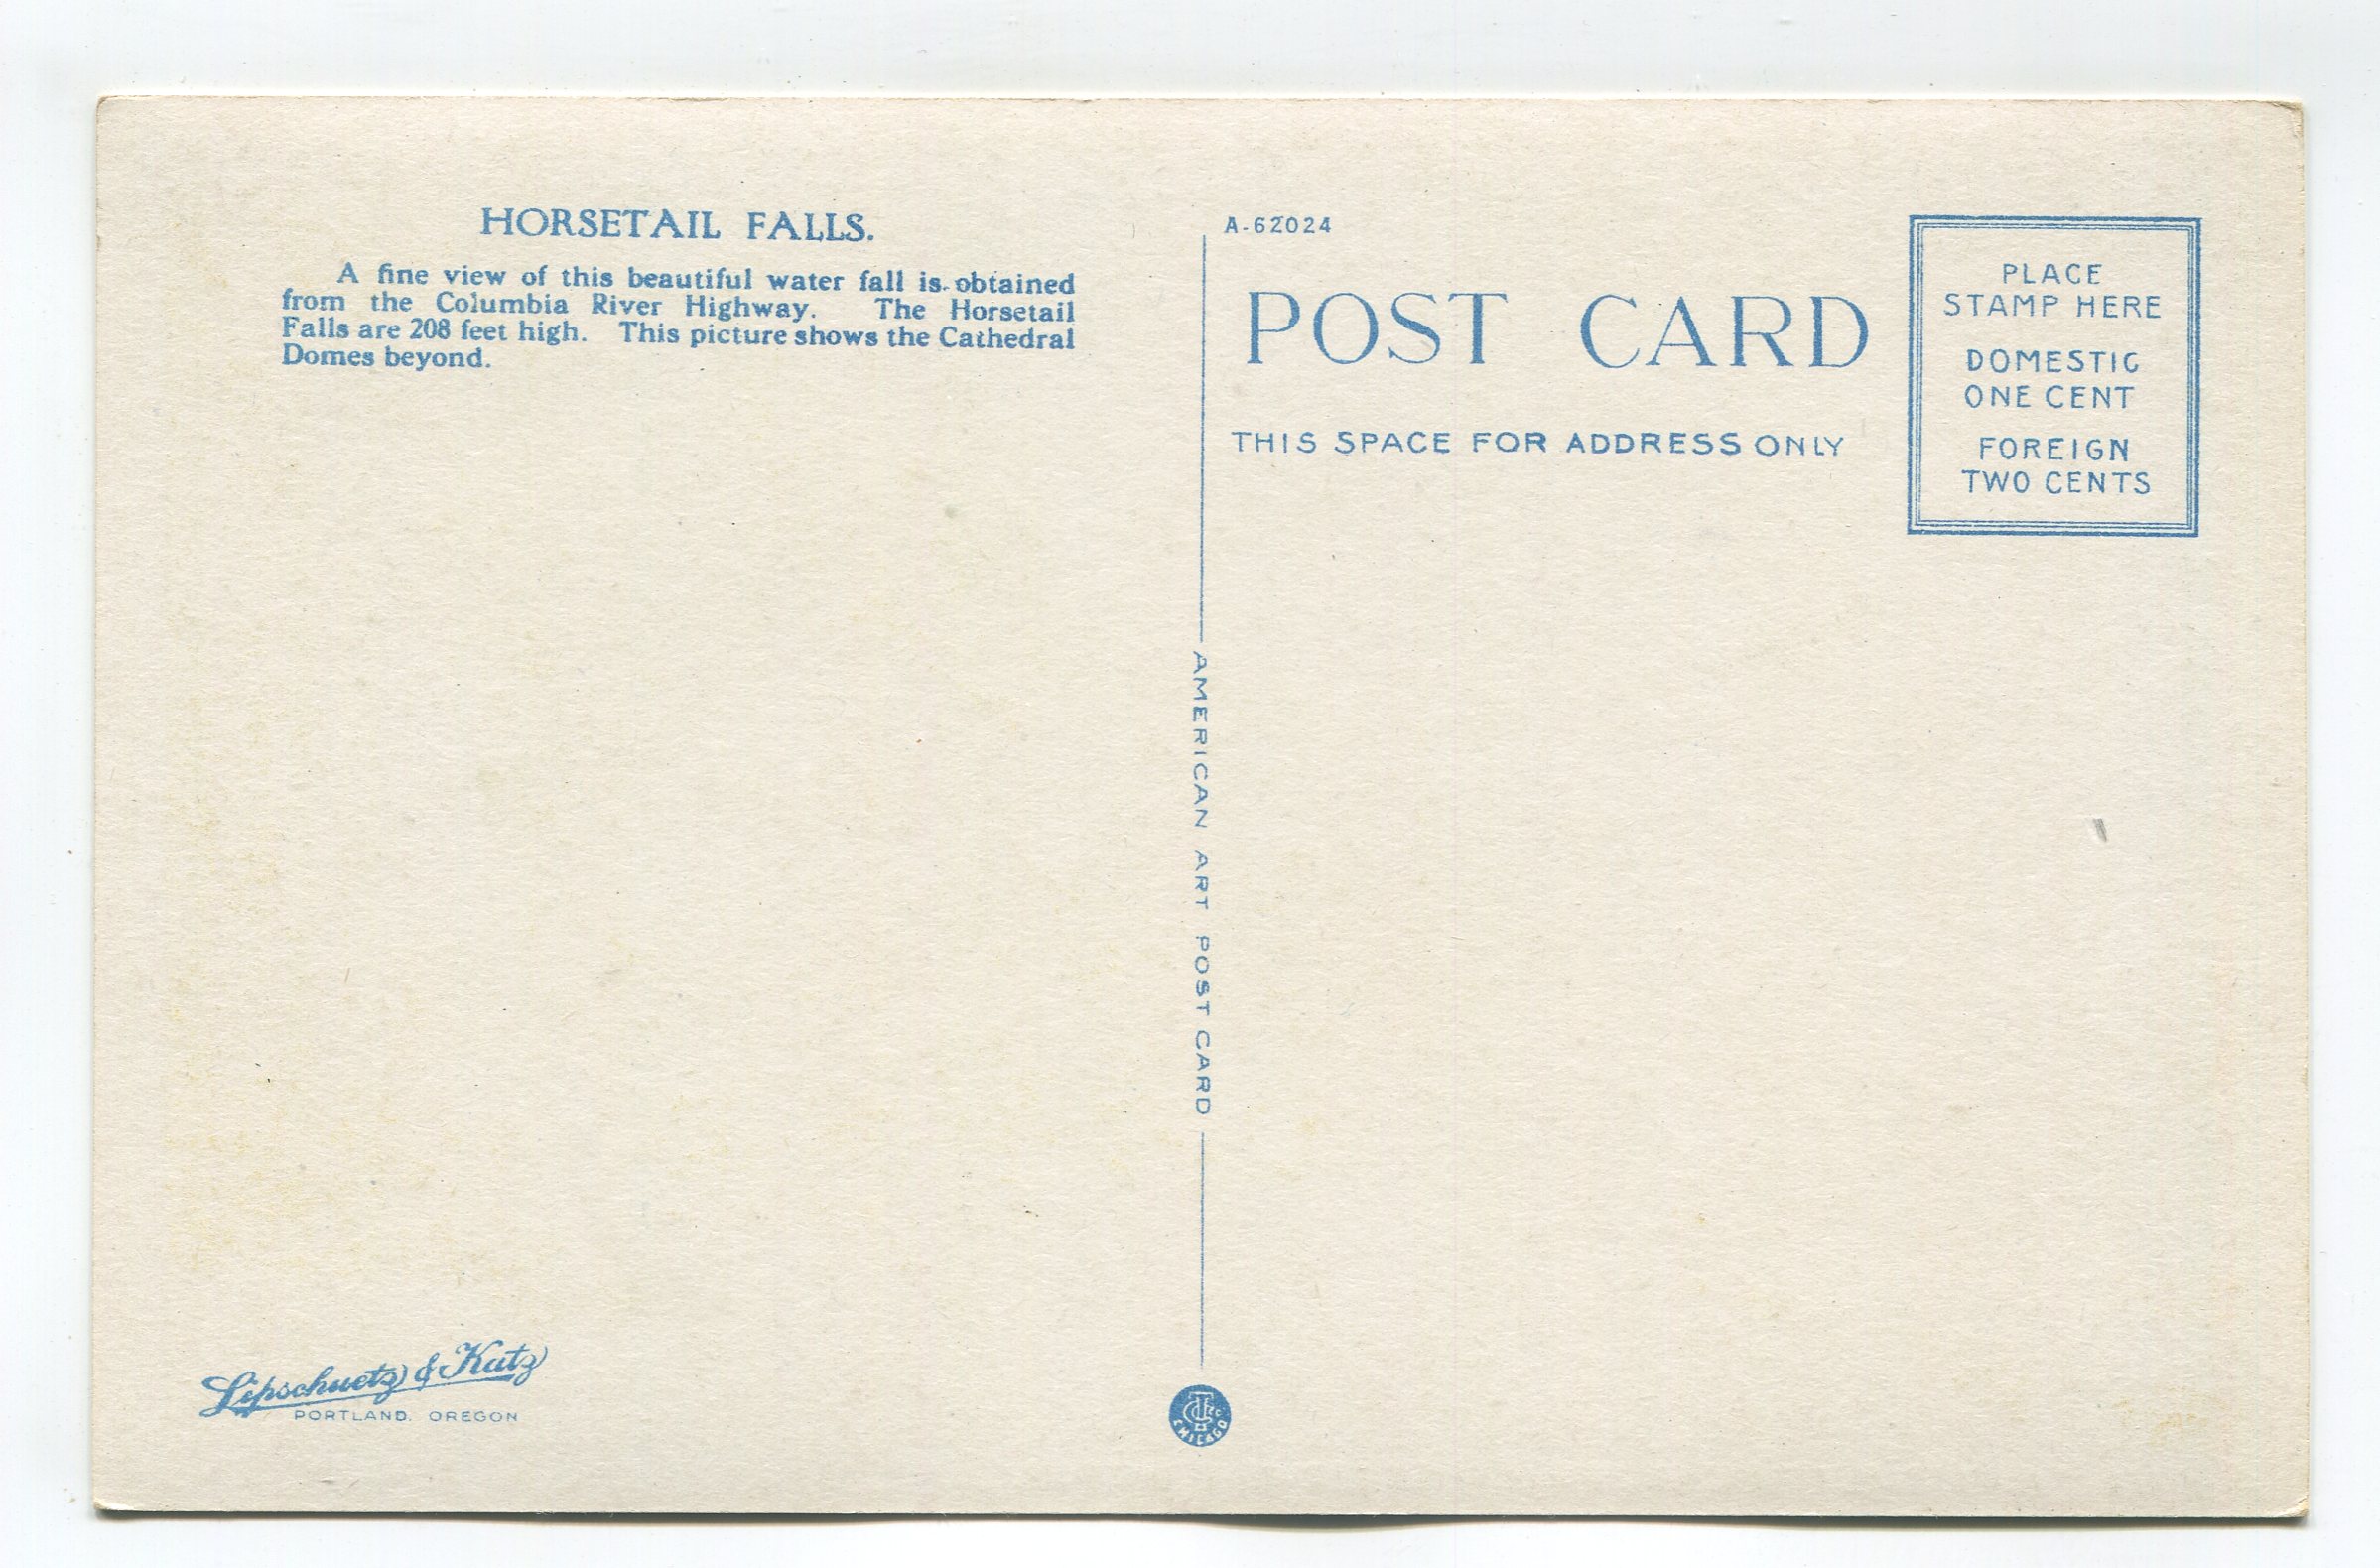 HORSETAIL FALLS.
A fine view of this beautiful water fall is obtained
from the Columbia River Highway. The Horsetail
Falls are 208 feet high. This picture shows the Cathedral
Domes beyond.
Lipschuetz & Katz
PORTLAND, OREGON
AMERICAN ART POST CARD
CHICAGO
A-62024
POST CARD
THIS SPACE FOR ADDRESS ONLY
PLACE
STAMP HERE
DOMESTIC
ONE CENT
FOREIGN
TWO CENTS